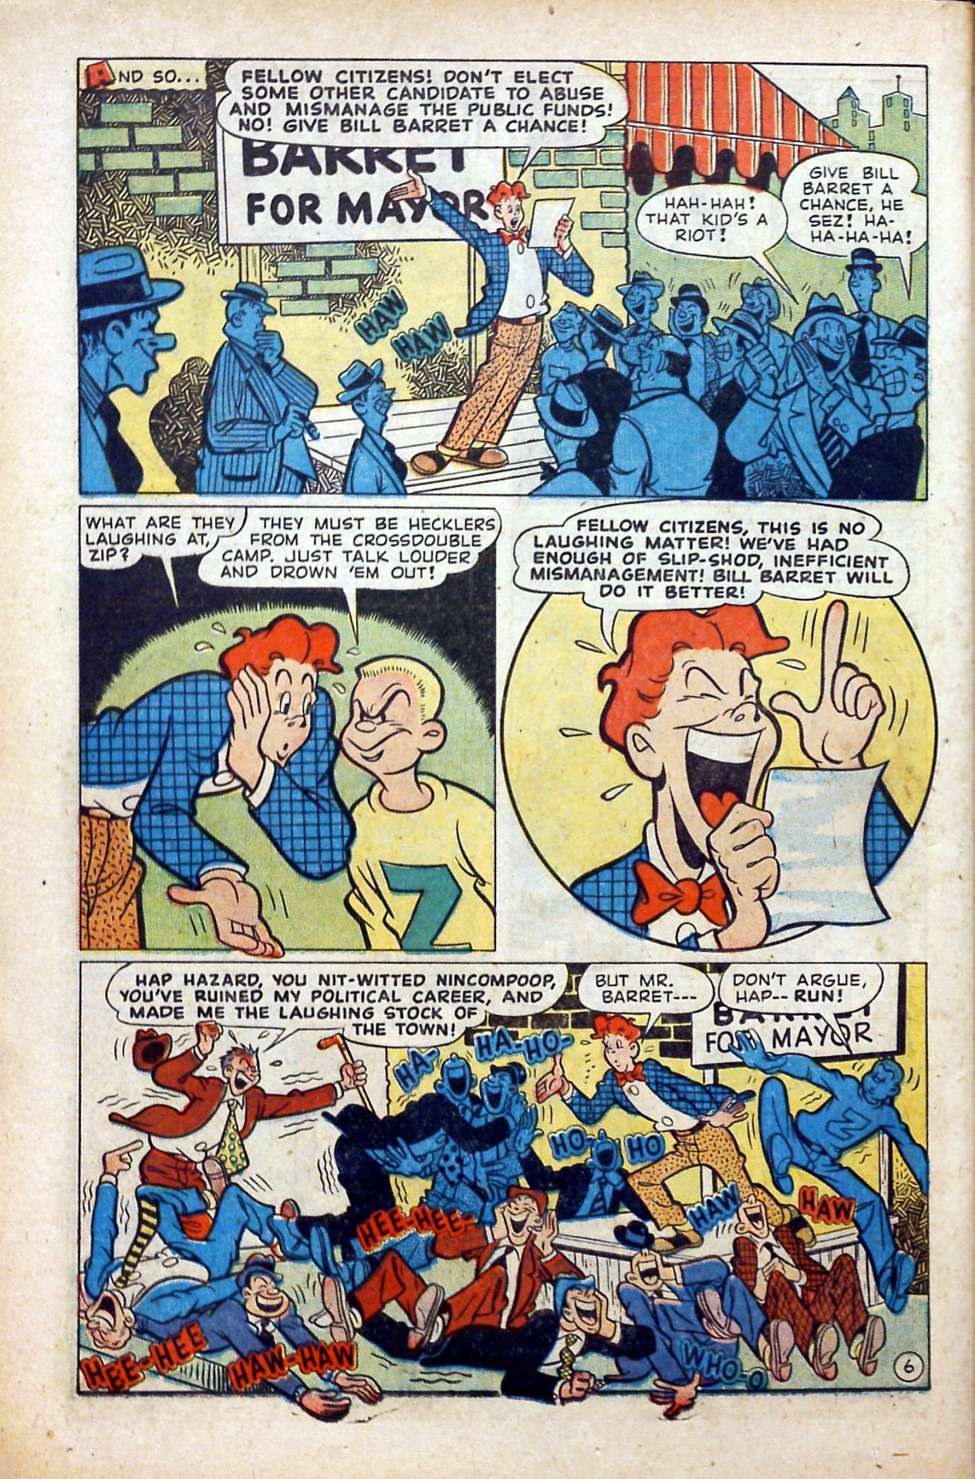 AND SO...
FELLOW CITIZENS! DON'T ELECT
SOME OTHER CANDIDATE TO ABUSE
AND MISMANAGE THE PUBLIC FUNDS!
NO! GIVE BILL BARRET A CHANCE!
BARRET
FOR MAYOR
HAH-HAH!
THAT KID'S A
RIOT!
GIVE BILL
BARRET A
CHANCE, HE
SEZ! HA-
HA-HA-HA!
HAW
HAW
WHAT ARE THEY
LAUGHING AT,
ZIP?
THEY MUST BE HECKLERS
FROM THE CROSSDOUBLE
CAMP. JUST TALK LOUDER
AND DROWN 'EM OUT!
Z
FELLOW CITIZENS, THIS IS NO
LAUGHING MATTER! WE'VE HAD
ENOUGH OF SLIP-SHOD, INEFFICIENT
MISMANAGEMENT! BILL BARRET WILL
DO IT BETTER!
HAP HAZARD, YOU NIT-WITTED NINCOMPOOP,
YOU'VE RUINED MY POLITICAL CAREER, AND
MADE ME THE LAUGHING STOCK OF
THE TOWN!
BUT MR.
BARRET---
DON'T ARGUE,
HAP-- RUN!
BARRET
FOR MAYOR
HA-
HA-HO-
HO-
HO
Z
HEE-HEE-
HAW
HAW
HEE-HEE
HAW-HAW
WHO-O
6